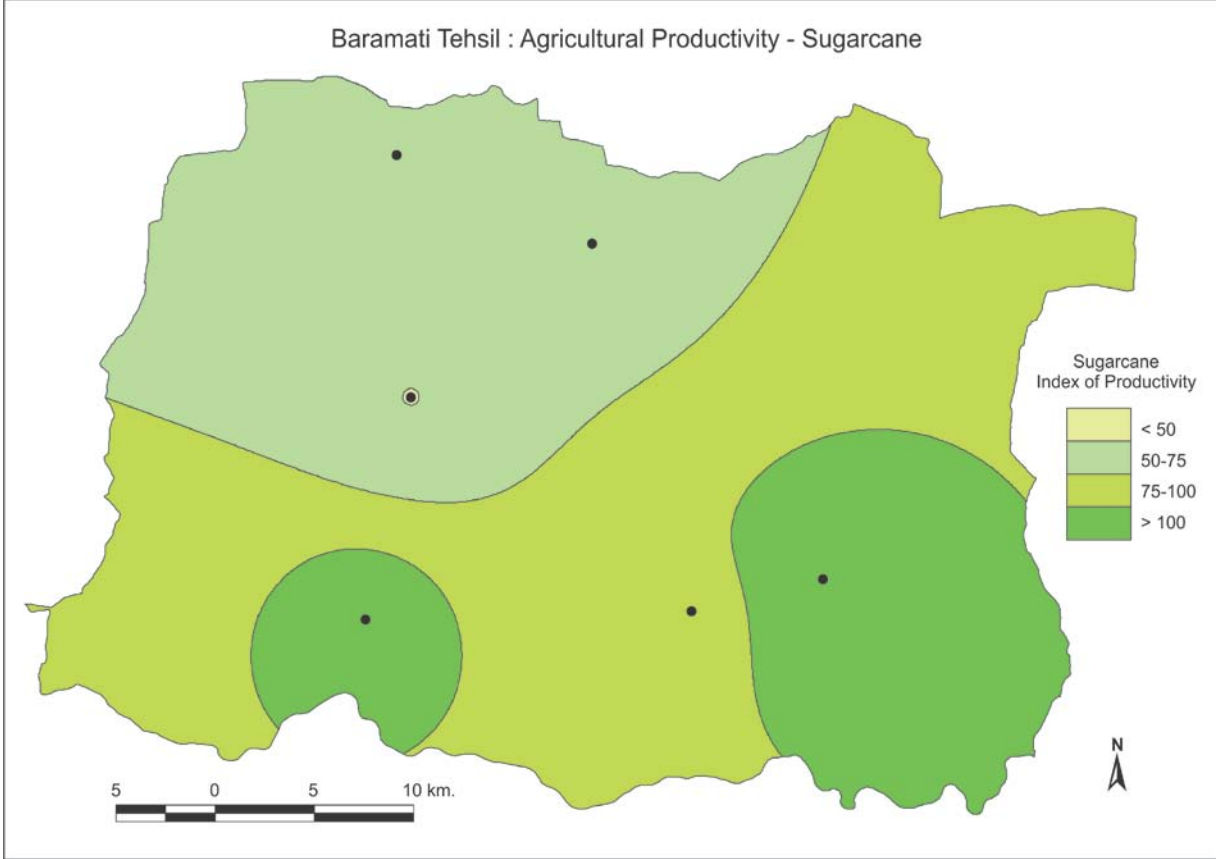 Baramati Tehsil : Agricultural Productivity - Sugarcane
Sugarcane
Index of Productivity
< 50
50-75
75-100
> 100
N
5 0 5 10 km.